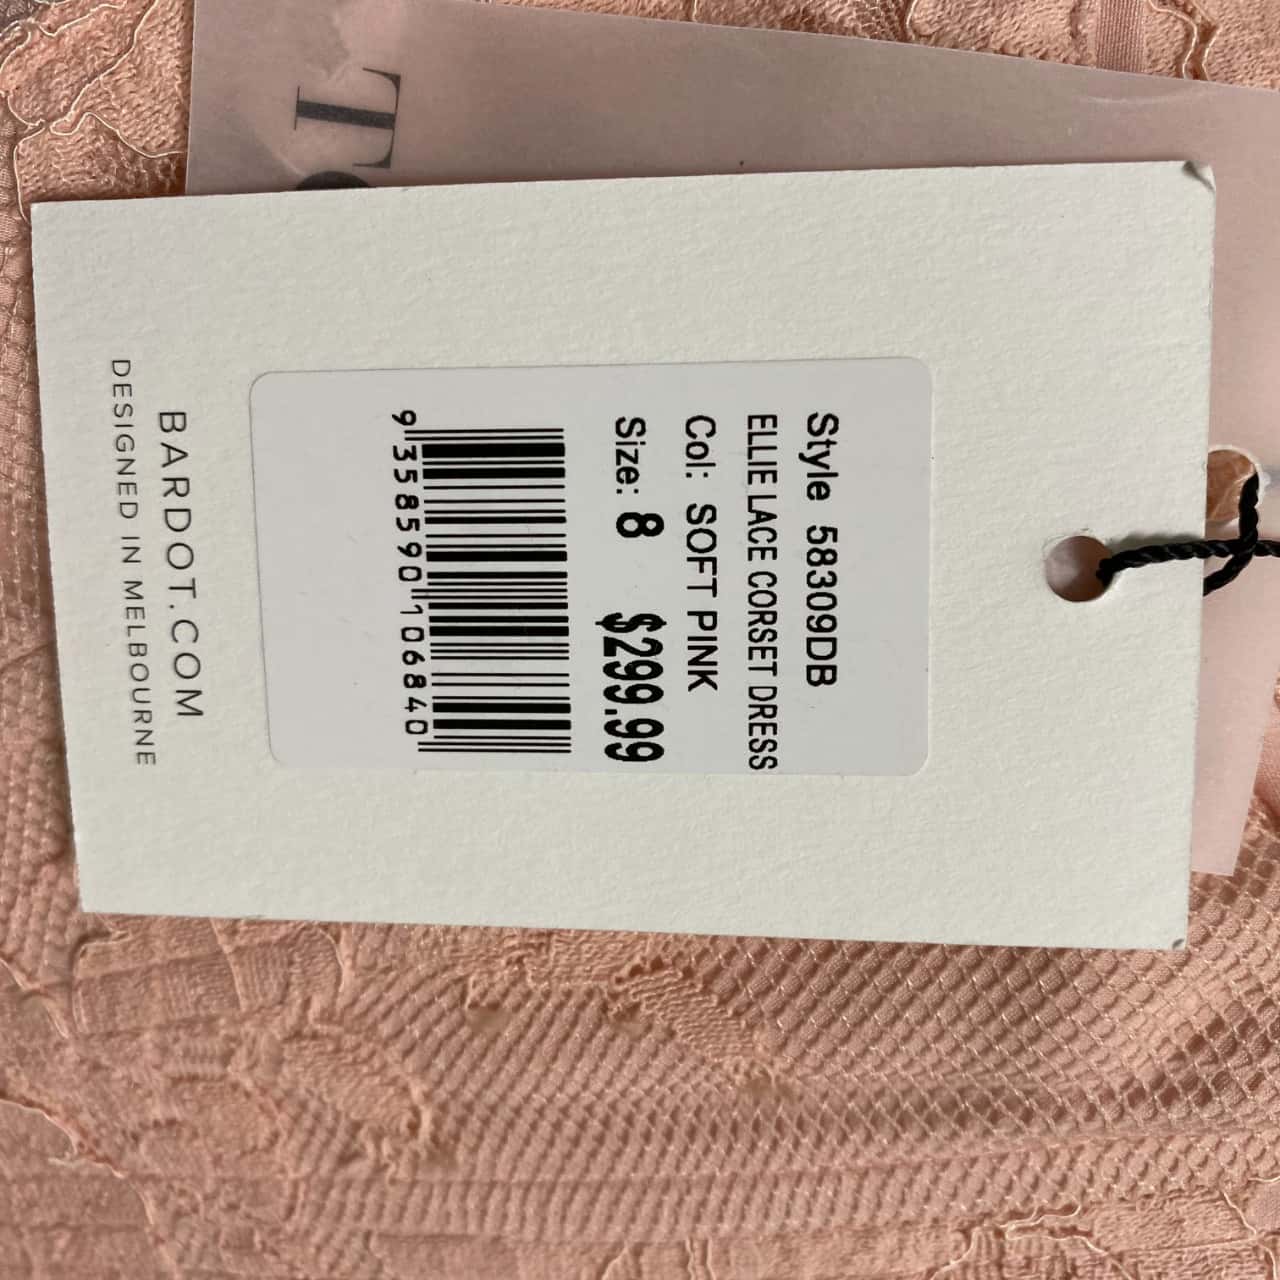 Style 58309DB
ELLIE LACE CORSET DRESS
Col: SOFT PINK
Size: 8 $299.99
9 358590 106840
BARDOT.COM
DESIGNED IN MELBOURNE